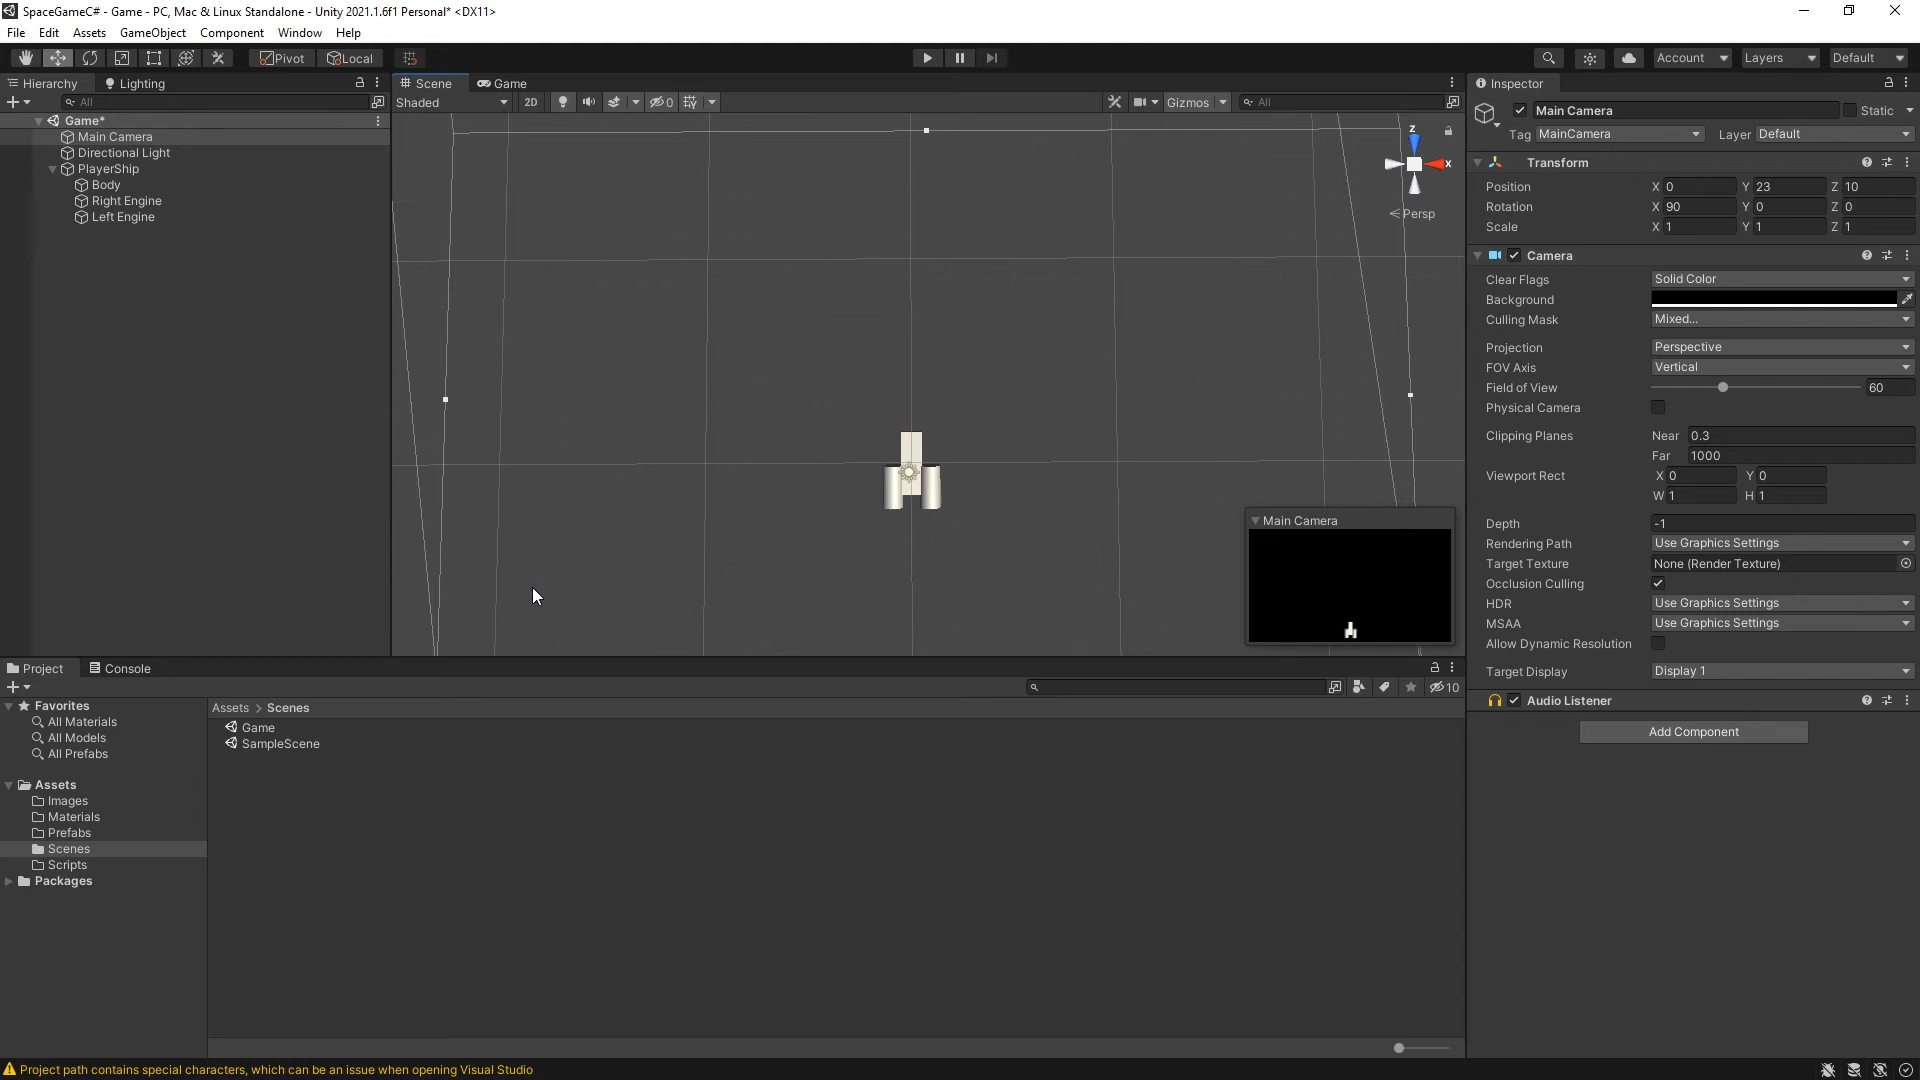 SpaceGameC# - Game - PC, Mac & Linux Standalone - Unity 2021.1.6f1 Personal* <DX11>
File Edit Assets GameObject Component Window Help
Pivot Local Account Layers Default
Hierarchy Lighting
All
Game*
Main Camera
Directional Light
PlayerShip
Body
Right Engine
Left Engine
Scene Game
Shaded 2D 0 Gizmos All
z
x
Persp
Main Camera
Inspector
Main Camera Static
Tag MainCamera Layer Default
Transform
Position X 0 Y 23 Z 10
Rotation X 90 Y 0 Z 0
Scale X 1 Y 1 Z 1
Camera
Clear Flags Solid Color
Background
Culling Mask Mixed...
Projection Perspective
FOV Axis Vertical
Field of View 60
Physical Camera
Clipping Planes Near 0.3
Far 1000
Viewport Rect X 0 Y 0
W 1 H 1
Depth -1
Rendering Path Use Graphics Settings
Target Texture None (Render Texture)
Occlusion Culling
HDR Use Graphics Settings
MSAA Use Graphics Settings
Allow Dynamic Resolution
Target Display Display 1
Audio Listener
Add Component
Project Console
10
Favorites
All Materials
All Models
All Prefabs
Assets
Images
Materials
Prefabs
Scenes
Scripts
Packages
Assets > Scenes
Game
SampleScene
Project path contains special characters, which can be an issue when opening Visual Studio